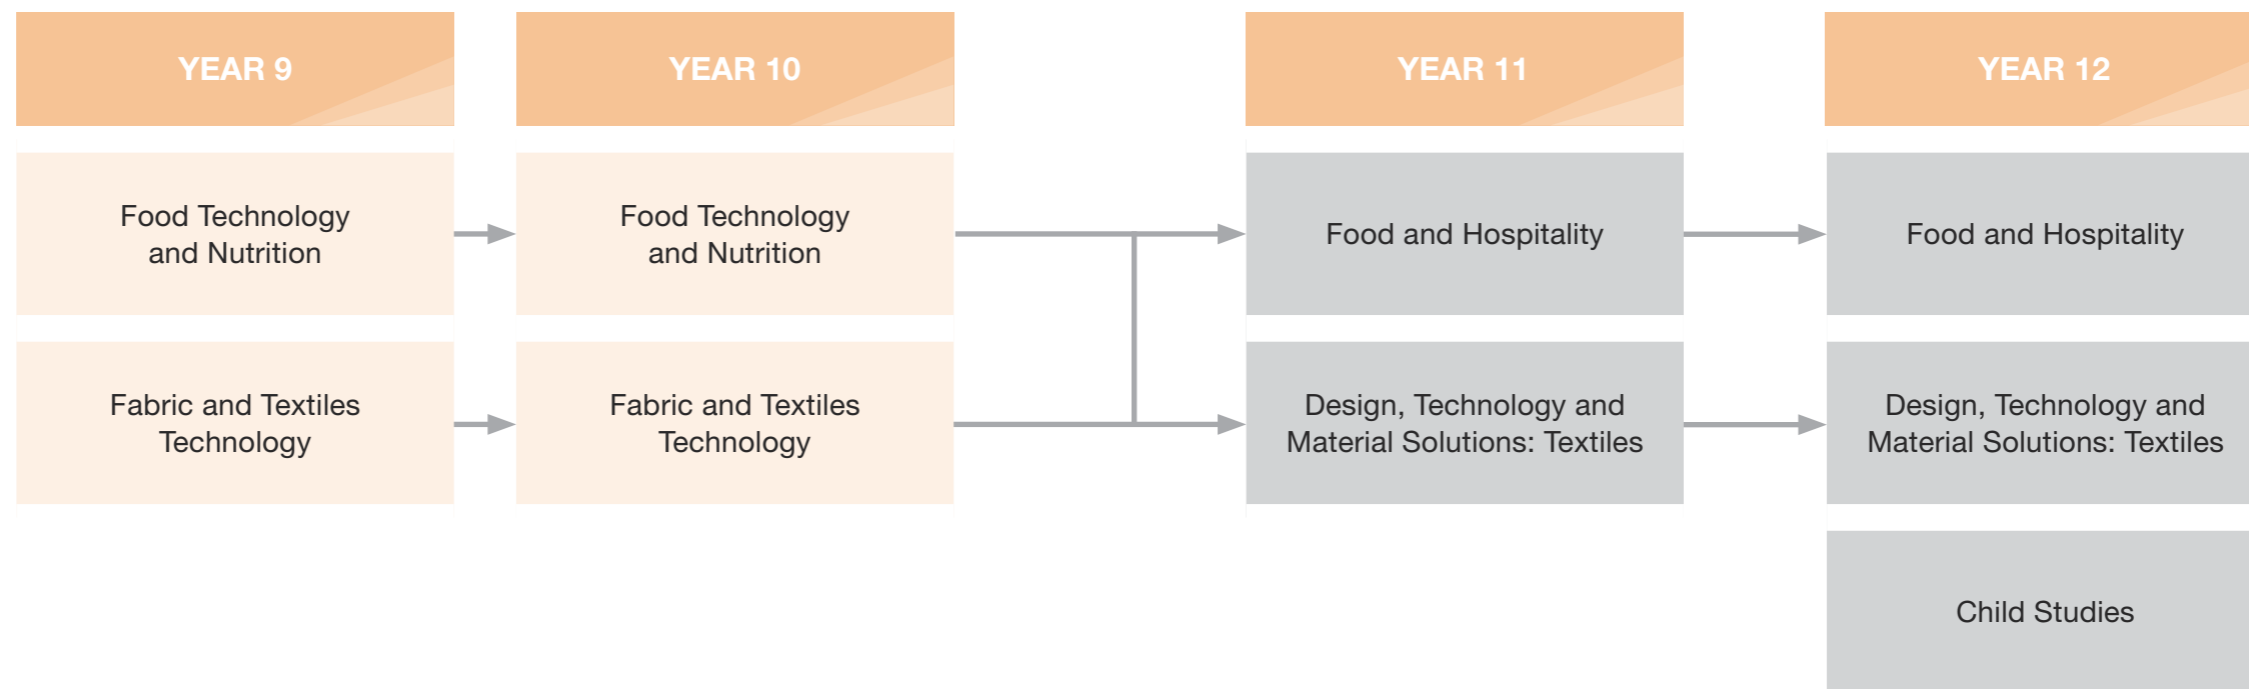 YEAR 9
YEAR 10
YEAR 11
YEAR 12
Food Technology
and Nutrition
Food Technology
and Nutrition
Food and Hospitality
Food and Hospitality
Fabric and Textiles
Technology
Fabric and Textiles
Technology
Design, Technology and
Material Solutions: Textiles
Design, Technology and
Material Solutions: Textiles
Child Studies